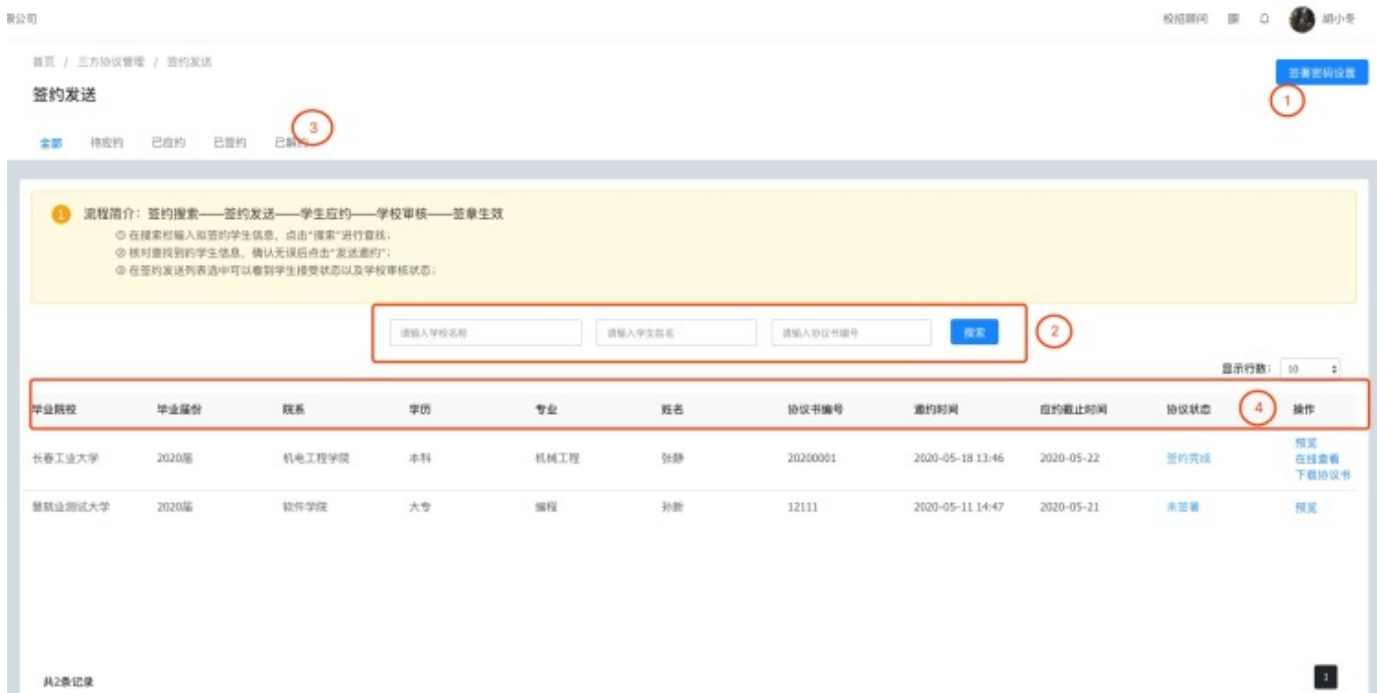 限公司
校招顾问
胡小冬
首页 / 三方协议管理 / 签约发送
签署密码设置
签约发送
1
3
全部 待应约 已应约 已签约 已解约
流程简介：签约搜索——签约发送——学生应约——学校审核——签章生效
① 在搜索栏输入拟签约学生信息，点击“搜索”进行查找；
② 核对查找到的学生信息，确认无误后点击“发送邀约”；
③ 在签约发送列表选中可以看到学生接受状态以及学校审核状态；
请输入学校名称 请输入学生姓名 请输入协议书编号 搜索 2
显示行数： 10
毕业院校 毕业届份 院系 学历 专业 姓名 协议书编号 邀约时间 应约截止时间 协议状态 4 操作
长春工业大学 2020届 机电工程学院 本科 机械工程 张静 20200001 2020-05-18 13:46 2020-05-22 签约完成 预览
在线查看
下载协议书
慧就业测试大学 2020届 软件学院 大专 编程 孙新 12111 2020-05-11 14:47 2020-05-21 未签署 预览
共2条记录 1